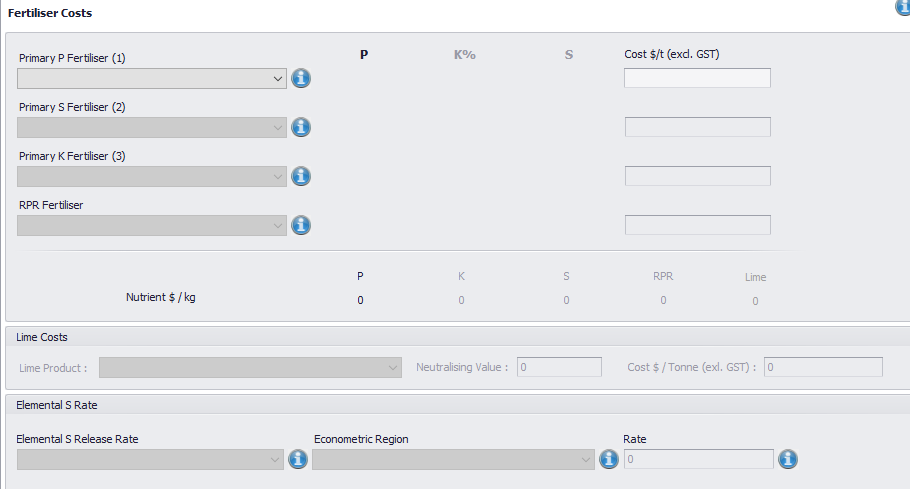 Fertiliser Costs
P K% S Cost $/t (excl. GST)
Primary P Fertiliser (1)
Primary S Fertiliser (2)
Primary K Fertiliser (3)
RPR Fertiliser
P K S RPR Lime
Nutrient $ / kg 0 0 0 0 0
Lime Costs
Lime Product : Neutralising Value : 0 Cost $ / Tonne (exl. GST) : 0
Elemental S Rate
Elemental S Release Rate Econometric Region Rate
0